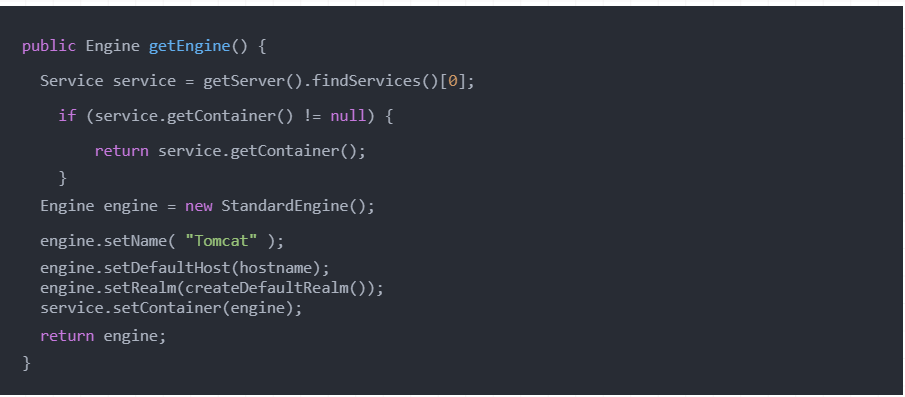 public Engine getEngine() {
Service service = getServer().findServices()[0];
if (service.getContainer() != null) {
return service.getContainer();
}
Engine engine = new StandardEngine();
engine.setName( "Tomcat" );
engine.setDefaultHost(hostname);
engine.setRealm(createDefaultRealm());
service.setContainer(engine);
return engine;
}